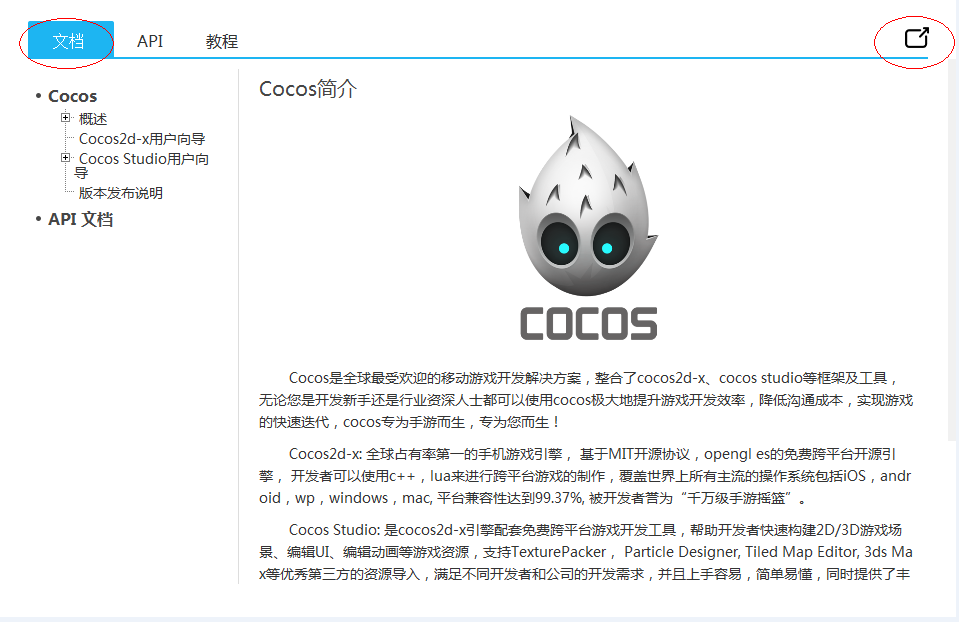 文档 API 教程
Cocos
概述
Cocos2d-x用户向导
Cocos Studio用户向
导
版本发布说明
API 文档
Cocos简介
COCOS
Cocos是全球最受欢迎的移动游戏开发解决方案，整合了cocos2d-x、cocos studio等框架及工具，
无论您是开发新手还是行业资深人士都可以使用cocos极大地提升游戏开发效率，降低沟通成本，实现游戏
的快速迭代，cocos专为手游而生，专为您而生！
Cocos2d-x: 全球占有率第一的手机游戏引擎， 基于MIT开源协议，opengl es的免费跨平台开源引
擎， 开发者可以使用c++，lua来进行跨平台游戏的制作，覆盖世界上所有主流的操作系统包括iOS，andr
oid，wp，windows，mac, 平台兼容性达到99.37%, 被开发者誉为“千万级手游摇篮”。
Cocos Studio: 是cocos2d-x引擎配套免费跨平台游戏开发工具，帮助开发者快速构建2D/3D游戏场
景、编辑UI、编辑动画等游戏资源，支持TexturePacker， Particle Designer, Tiled Map Editor, 3ds Ma
x等优秀第三方的资源导入，满足不同开发者和公司的开发需求，并且上手容易，简单易懂，同时提供了丰